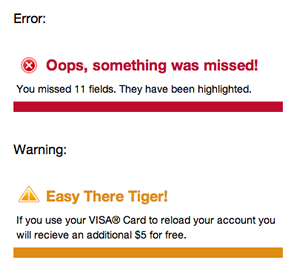 Error:
Oops, something was missed!
You missed 11 fields. They have been highlighted.
Warning:
Easy There Tiger!
If you use your VISA® Card to reload your account you
will recieve an additional $5 for free.